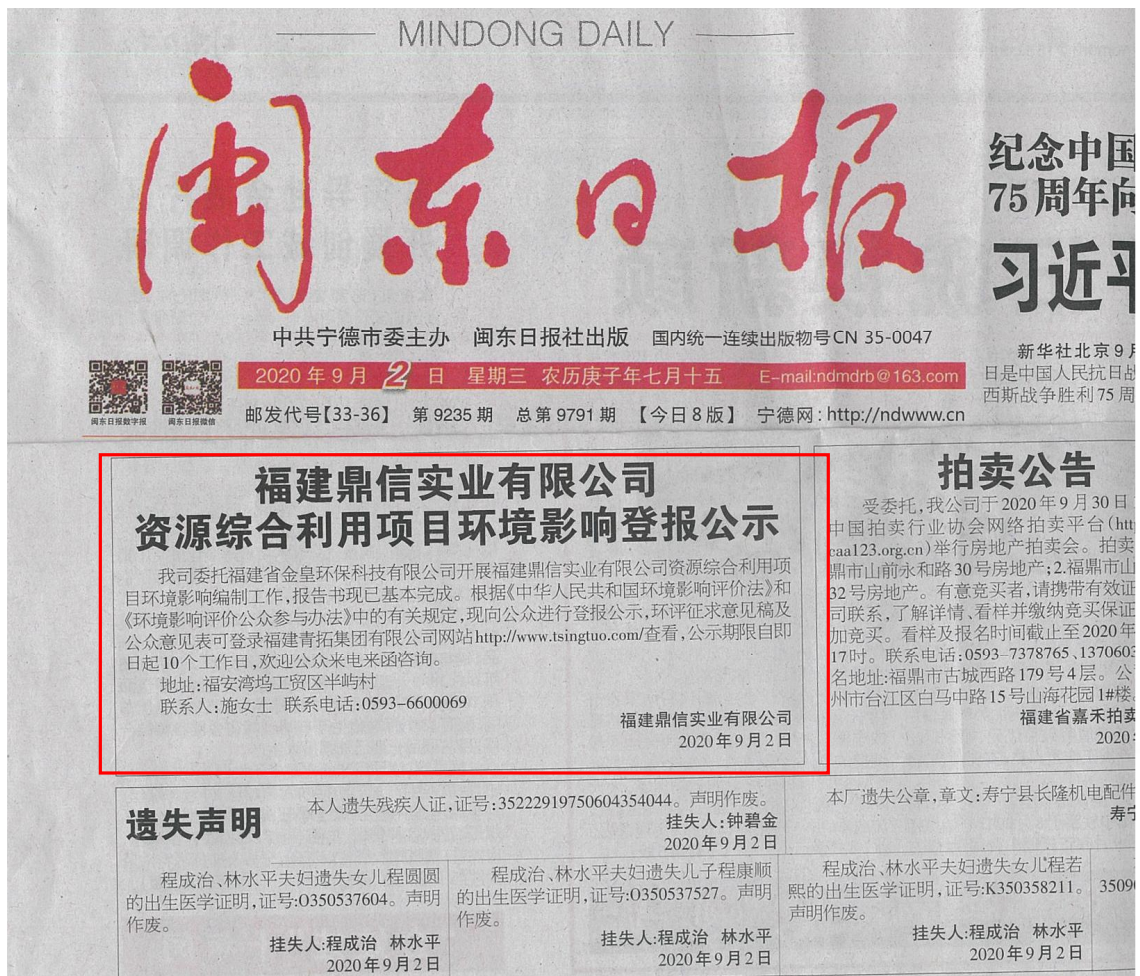 MINDONG DAILY
闽东日报
中共宁德市委主办 闽东日报社出版 国内统一连续出版物号CN 35-0047
2020年9月2日 星期三 农历庚子年七月十五 E-mail:ndmdrb@163.com
闽东日报数字报 闽东日报微信
邮发代号【33-36】 第9235期 总第9791期 【今日8版】 宁德网:http://ndwww.cn
纪念中国
75周年向
习近平
新华社北京9月
日是中国人民抗日战
西斯战争胜利75周
福建鼎信实业有限公司
资源综合利用项目环境影响登报公示
我司委托福建省金皇环保科技有限公司开展福建鼎信实业有限公司资源综合利用项
目环境影响编制工作,报告书现已基本完成。根据《中华人民共和国环境影响评价法》和
《环境影响评价公众参与办法》中的有关规定,现向公众进行登报公示,环评征求意见稿及
公众意见表可登录福建青拓集团有限公司网站http://www.tsingtuo.com/查看,公示期限自即
日起10个工作日,欢迎公众来电来函咨询。
地址:福安湾坞工贸区半屿村
联系人:施女士 联系电话:0593-6600069
福建鼎信实业有限公司
2020年9月2日
拍卖公告
受委托,我公司于2020年9月30日
中国拍卖行业协会网络拍卖平台(htt
caa123.org.cn)举行房地产拍卖会。拍卖
鼎市山前永和路30号房地产;2.福鼎市山
32号房地产。有意竞买者,请携带有效证
司联系,了解详情、看样并缴纳竞买保证
加竞买。看样及报名时间截止至2020年
17时。联系电话:0593-7378765、1370603
名地址:福鼎市古城西路179号4层。公
州市台江区白马中路15号山海花园1#楼
福建省嘉禾拍卖
2020
遗失声明
本人遗失残疾人证,证号:35222919750604354044。声明作废。
挂失人:钟碧金
2020年9月2日
本厂遗失公章,章文:寿宁县长隆机电配件
寿宁
程成治、林水平夫妇遗失女儿程圆圆
的出生医学证明,证号:O350537604。声明
作废。
挂失人:程成治 林水平
2020年9月2日
程成治、林水平夫妇遗失儿子程康顺
的出生医学证明,证号:O350537527。声明
作废。
挂失人:程成治 林水平
2020年9月2日
程成治、林水平夫妇遗失女儿程若
熙的出生医学证明,证号:K350358211。
声明作废。
挂失人:程成治 林水平
2020年9月2日
3509